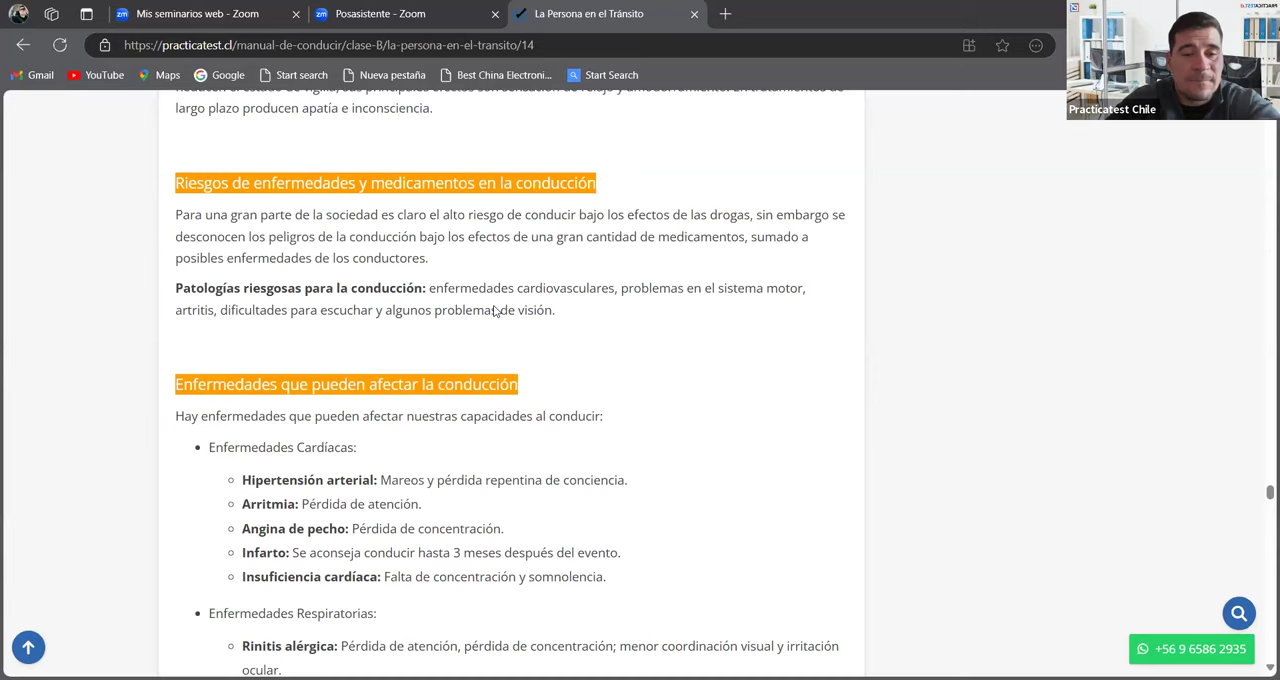 Mis seminarios web - Zoom
Posasistente - Zoom
La Persona en el Tránsito
https://practicatest.cl/manual-de-conducir/clase-B/la-persona-en-el-transito/14
Gmail YouTube Maps Google Start search Nueva pestaña Best China Electroni... Start Search
PRACTICATEST
Practicatest Chile
largo plazo producen apatía e inconsciencia.
Riesgos de enfermedades y medicamentos en la conducción
Para una gran parte de la sociedad es claro el alto riesgo de conducir bajo los efectos de las drogas, sin embargo se
desconocen los peligros de la conducción bajo los efectos de una gran cantidad de medicamentos, sumado a
posibles enfermedades de los conductores.
Patologías riesgosas para la conducción: enfermedades cardiovasculares, problemas en el sistema motor,
artritis, dificultades para escuchar y algunos problemas de visión.
Enfermedades que pueden afectar la conducción
Hay enfermedades que pueden afectar nuestras capacidades al conducir:
• Enfermedades Cardíacas:
Hipertensión arterial: Mareos y pérdida repentina de conciencia.
Arritmia: Pérdida de atención.
Angina de pecho: Pérdida de concentración.
Infarto: Se aconseja conducir hasta 3 meses después del evento.
Insuficiencia cardíaca: Falta de concentración y somnolencia.
• Enfermedades Respiratorias:
Rinitis alérgica: Pérdida de atención, pérdida de concentración; menor coordinación visual y irritación
ocular.
+56 9 6586 2935